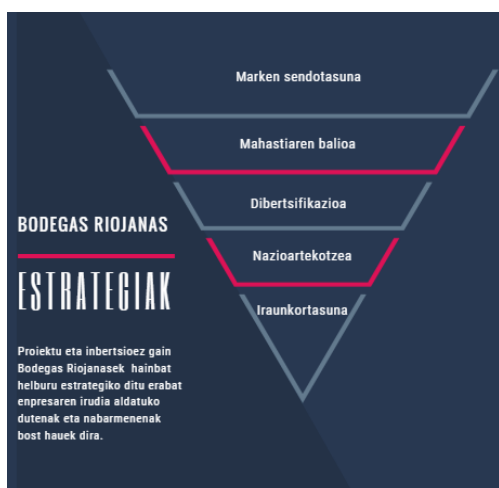 Marken sendotasuna
Mahastiaren balioa
Dibertsifikazioa
Nazioartekotzea
Iraunkortasuna
BODEGAS RIOJANAS
ESTRATEGIAK
Proiektu eta inbertsioez gain
Bodegas Riojanasek hainbat
helburu estrategiko ditu erabat
enpresaren irudia aldatuko
dutenak eta nabarmenenak
bost hauek dira.